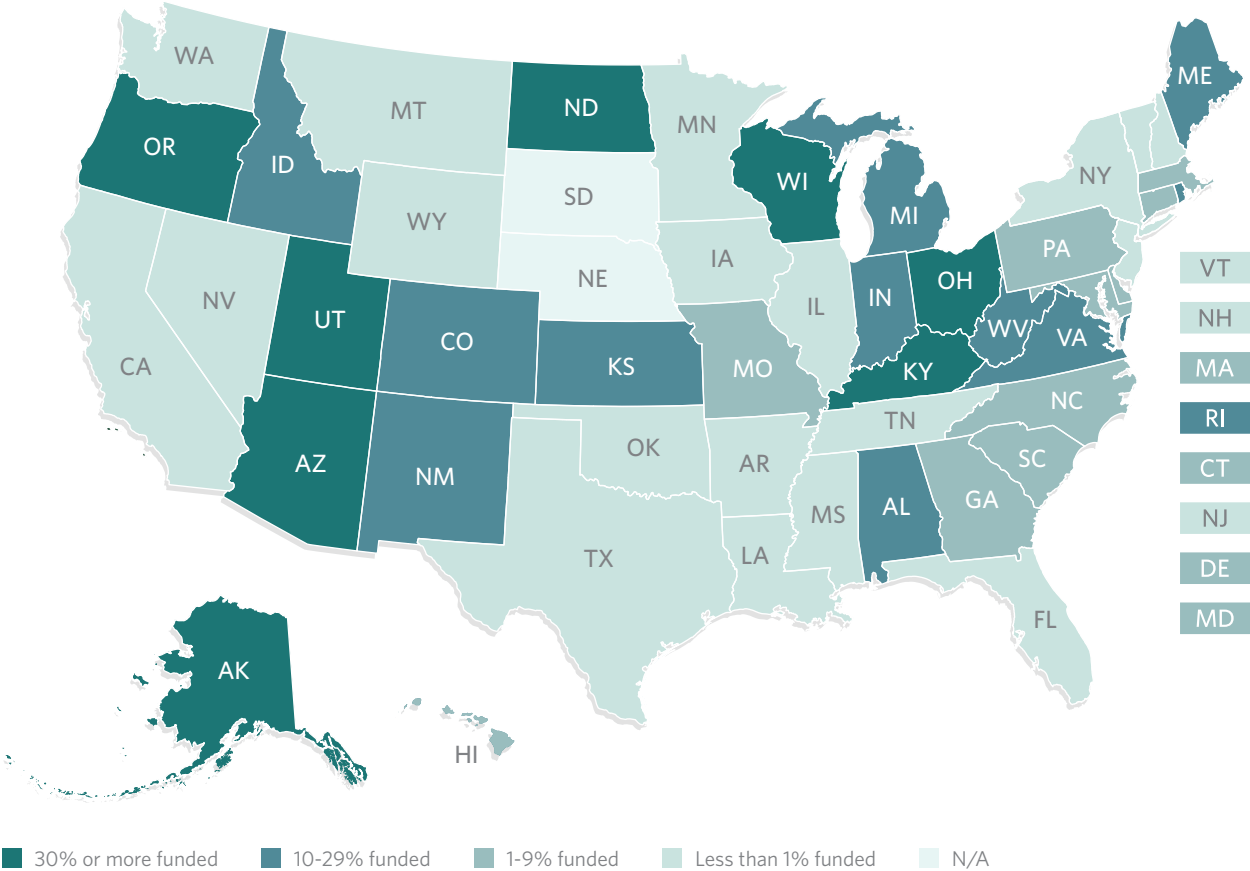 WA
ME
MT
ND
MN
OR
ID
WI
NY
SD
MI
WY
PA
IA
NE
VT
OH
NV
IN
IL
UT
NH
WV
VA
CO
CA
KS
MO
MA
KY
NC
RI
TN
OK
AZ
AR
SC
CT
NM
GA
AL
MS
NJ
TX
LA
DE
FL
MD
AK
HI
30% or more funded
10-29% funded
1-9% funded
Less than 1% funded
N/A